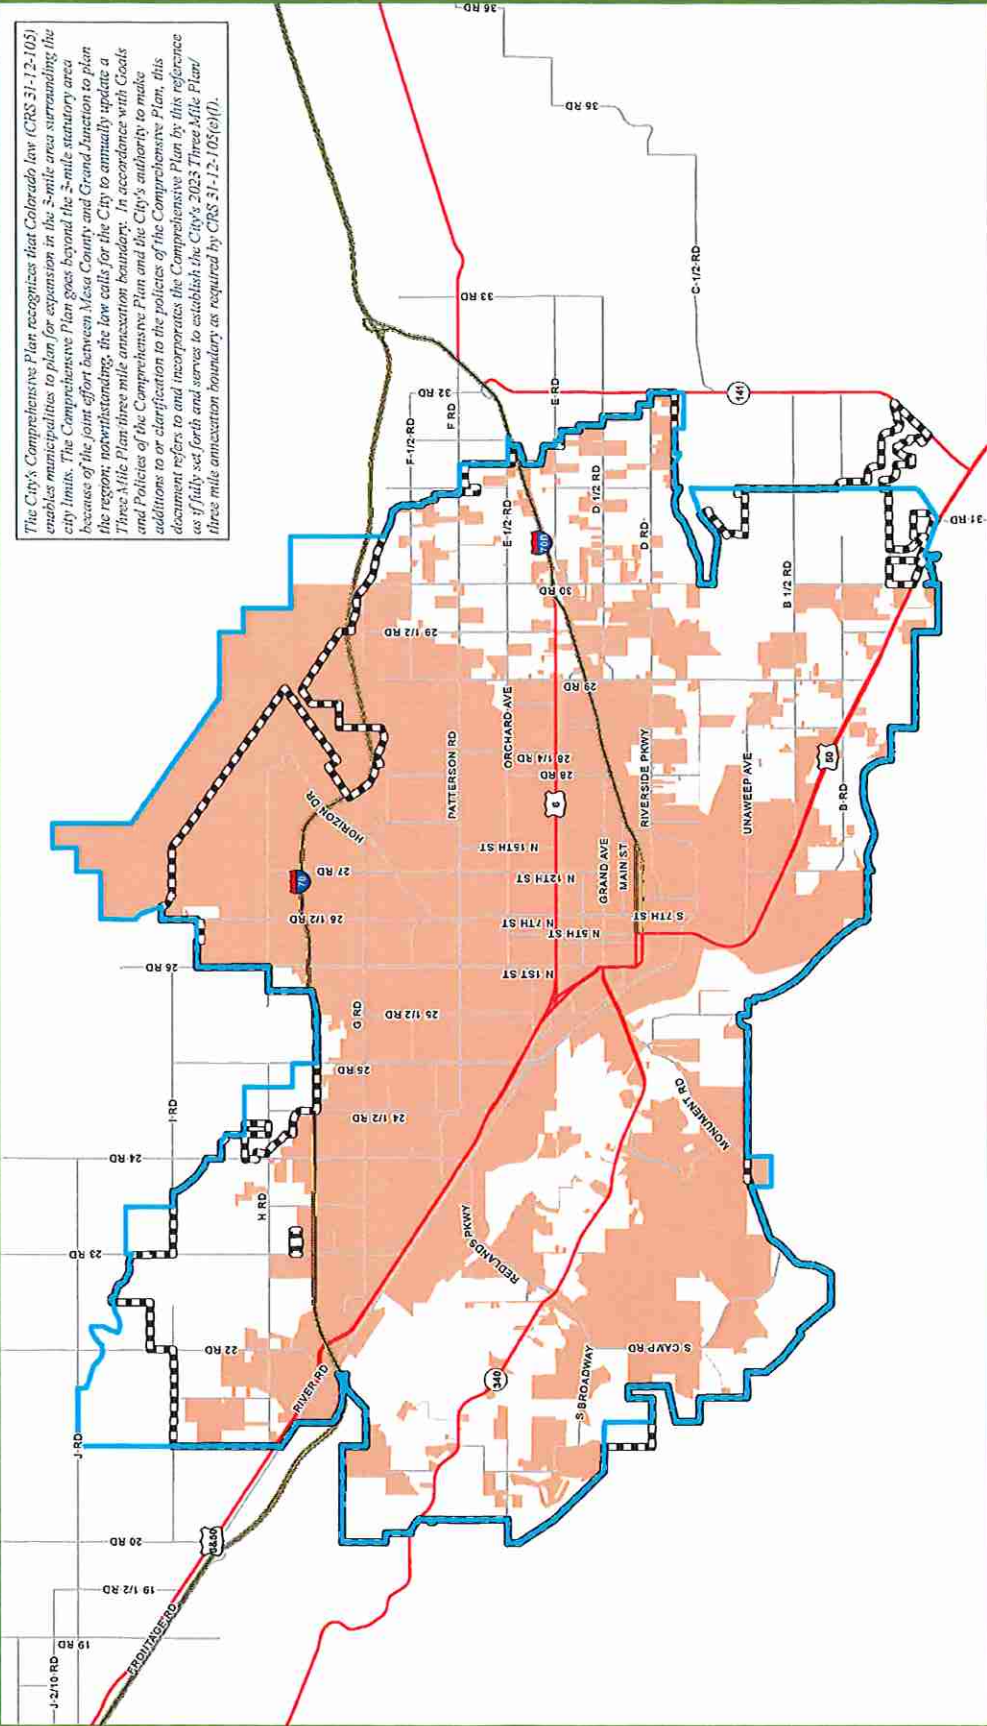 The City's Comprehensive Plan recognizes that Colorado law (CRS 31-12-105)
enables municipalities to plan for expansion in the 3-mile area surrounding the
city limits. The Comprehensive Plan goes beyond the 3-mile statutory area
because of the joint effort between Mesa County and Grand Junction to plan
the region; notwithstanding, the law calls for the City to annually update a
Three Mile Plan/three mile annexation boundary. In accordance with Goals
and Policies of the Comprehensive Plan and the City's authority to make
additions to or clarification to the policies of the Comprehensive Plan, this
document refers to and incorporates the Comprehensive Plan by this reference
as if fully set forth and serves to establish the City's 2023 Three Mile Plan/
three mile annexation boundary as required by CRS 31-12-105(e)(I).
J-2/10 RD
19 RD
FRONTAGE RD
19 1/2 RD
20 RD
6&50
J RD
22 RD
RIVER RD
23 RD
H RD
24 RD
I RD
24 1/2 RD
25 RD
G RD
25 1/2 RD
26 RD
26 1/2 RD
70
27 RD
HORIZON DR
340
S BROADWAY
S CAMP RD
REDLANDS PKWY
MONUMENT RD
N 1ST ST
N 5TH ST
N 7TH ST
S 7TH ST
N 12TH ST
N 15TH ST
GRAND AVE
MAIN ST
6
28 RD
28 1/4 RD
PATTERSON RD
ORCHARD AVE
RIVERSIDE PKWY
UNAWEEP AVE
B RD
50
29 RD
29 1/2 RD
30 RD
70B
E-1/2 RD
D RD
D 1/2 RD
B 1/2 RD
F-1/2 RD
F RD
32 RD
E RD
141
31 RD
33 RD
C-1/2 RD
35 RD
36 RD